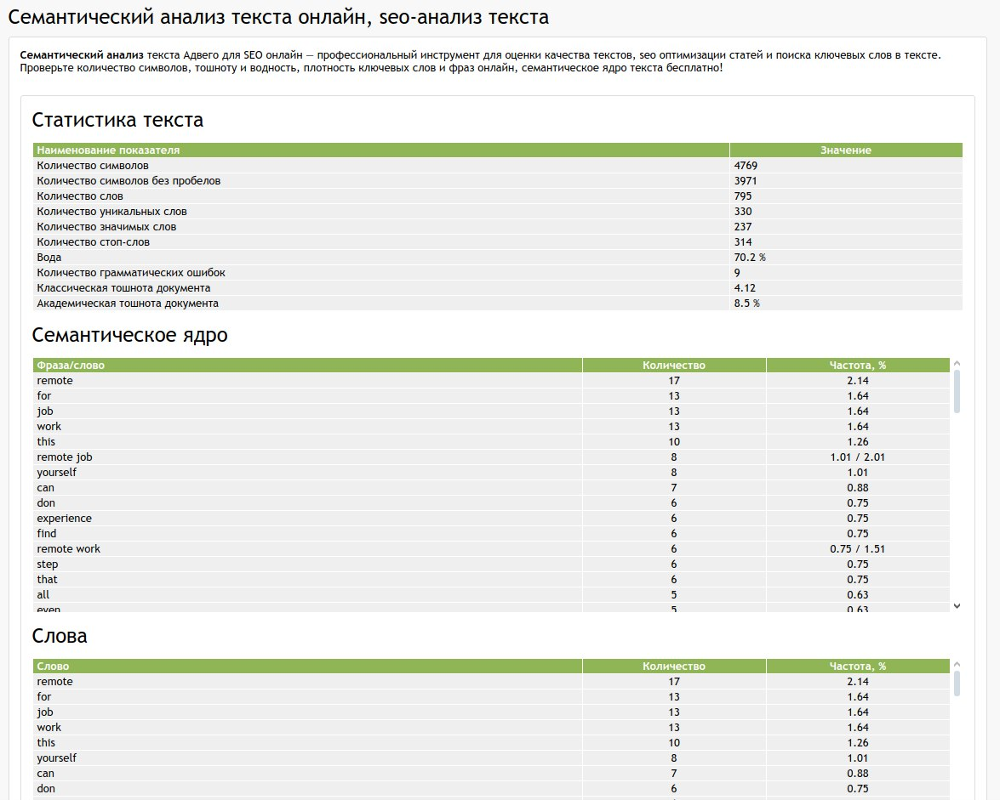 Семантический анализ текста онлайн, seo-анализ текста
Семантический анализ текста Адвего для SEO онлайн — профессиональный инструмент для оценки качества текстов, seo оптимизации статей и поиска ключевых слов в тексте.
Проверьте количество символов, тошноту и водность, плотность ключевых слов и фраз онлайн, семантическое ядро текста бесплатно!
Статистика текста
Наименование показателя Значение
Количество символов 4769
Количество символов без пробелов 3971
Количество слов 795
Количество уникальных слов 330
Количество значимых слов 237
Количество стоп-слов 314
Вода 70.2 %
Количество грамматических ошибок 9
Классическая тошнота документа 4.12
Академическая тошнота документа 8.5 %
Семантическое ядро
Фраза/слово Количество Частота, %
remote 17 2.14
for 13 1.64
job 13 1.64
work 13 1.64
this 10 1.26
remote job 8 1.01 / 2.01
yourself 8 1.01
can 7 0.88
don 6 0.75
experience 6 0.75
find 6 0.75
remote work 6 0.75 / 1.51
step 6 0.75
that 6 0.75
all 5 0.63
even 5 0.63
Слова
Слово Количество Частота, %
remote 17 2.14
for 13 1.64
job 13 1.64
work 13 1.64
this 10 1.26
yourself 8 1.01
can 7 0.88
don 6 0.75